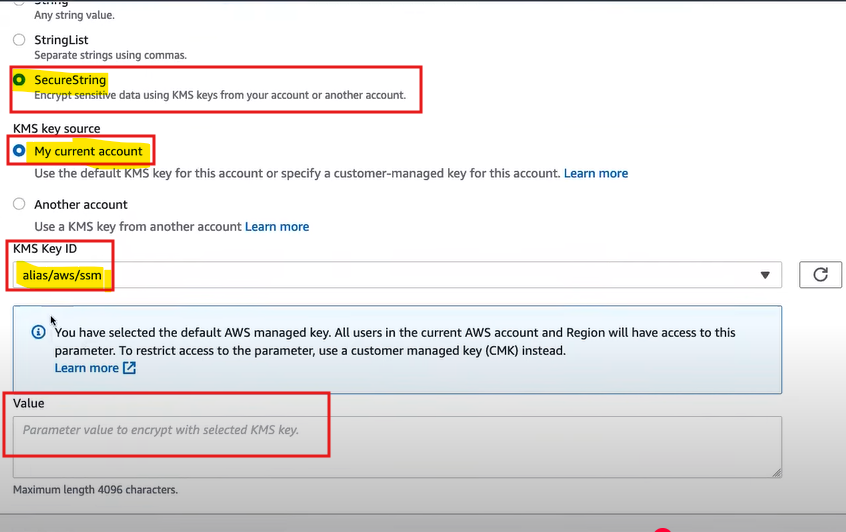 String
Any string value.
StringList
Separate strings using commas.
SecureString
Encrypt sensitive data using KMS keys from your account or another account.
KMS key source
My current account
Use the default KMS key for this account or specify a customer-managed key for this account. Learn more
Another account
Use a KMS key from another account Learn more
KMS Key ID
alias/aws/ssm
You have selected the default AWS managed key. All users in the current AWS account and Region will have access to this
parameter. To restrict access to the parameter, use a customer managed key (CMK) instead.
Learn more
Value
Parameter value to encrypt with selected KMS key.
Maximum length 4096 characters.